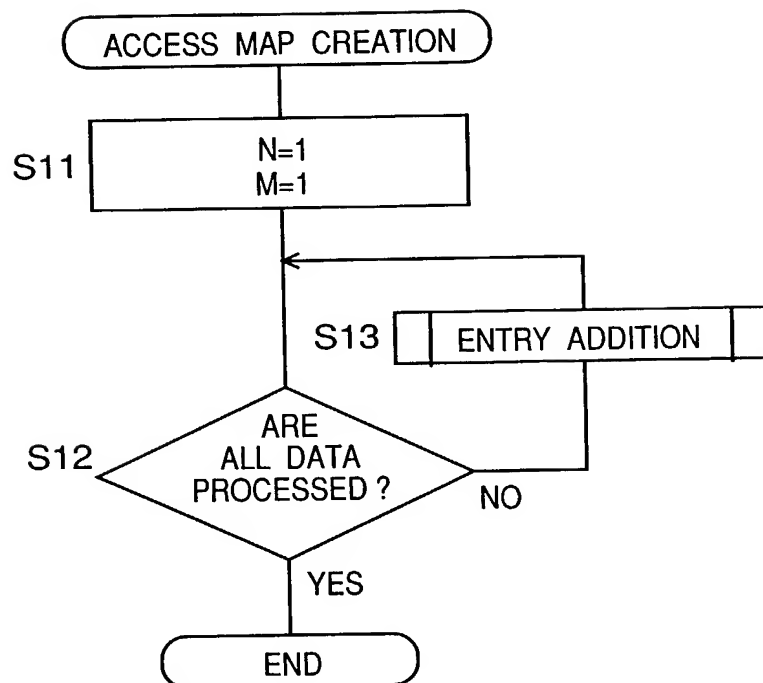 ACCESS MAP CREATION
S11
N=1
M=1
S13
ENTRY ADDITION
S12
ARE
ALL DATA
PROCESSED?
NO
YES
END